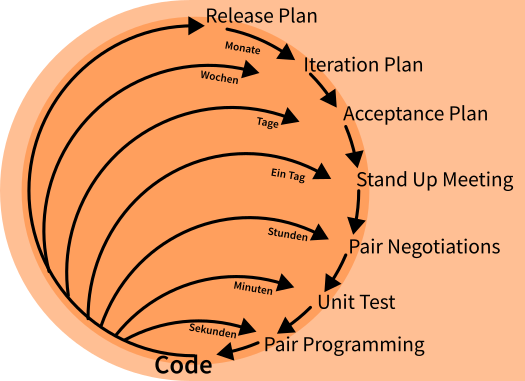 Release Plan
Monate
Iteration Plan
Wochen
Acceptance Plan
Tage
Stand Up Meeting
Ein Tag
Pair Negotiations
Stunden
Unit Test
Minuten
Pair Programming
Sekunden
Code